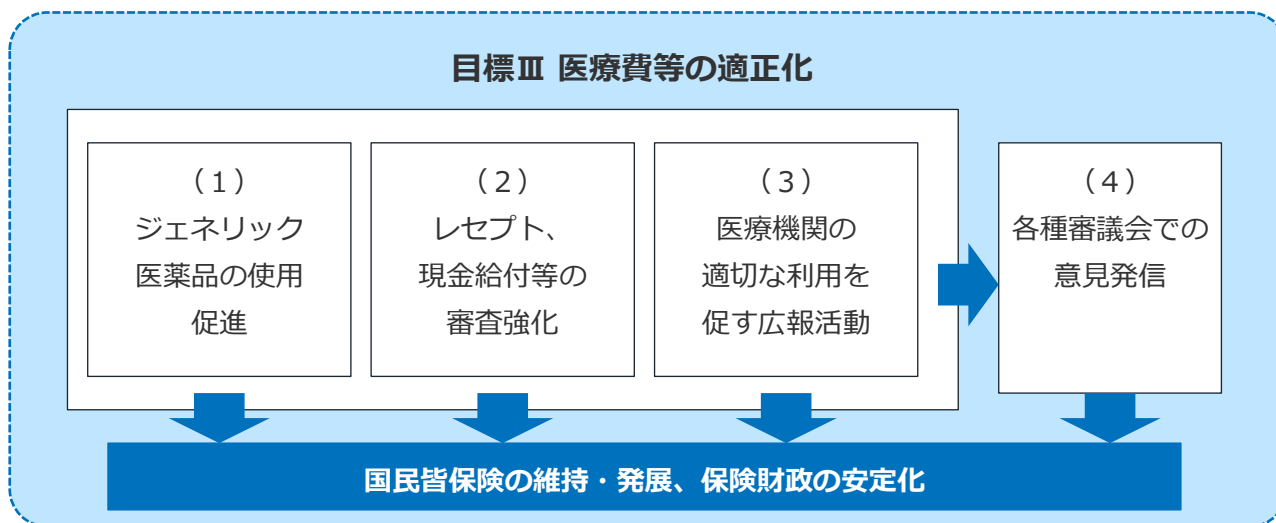 目標Ⅲ 医療費等の適正化
（１）
ジェネリック
医薬品の使用
促進
（２）
レセプト、
現金給付等の
審査強化
（３）
医療機関の
適切な利用を
促す広報活動
（４）
各種審議会での
意見発信
国民皆保険の維持・発展、保険財政の安定化